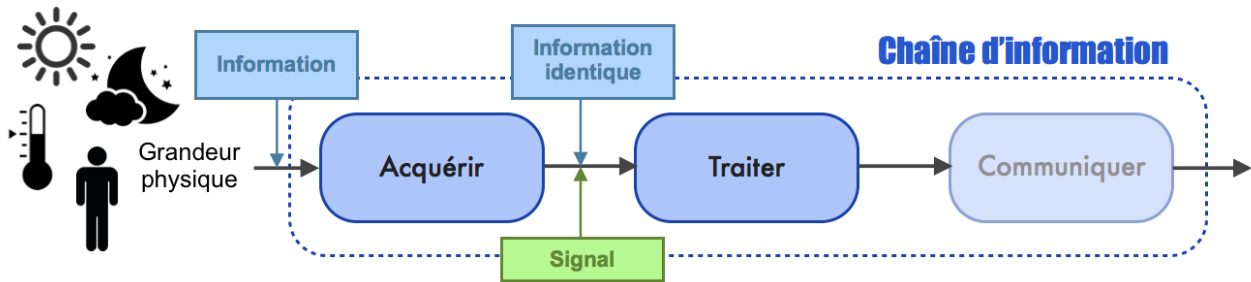 Chaîne d'information
Information
Information
identique
Grandeur
physique
Acquérir
Traiter
Communiquer
Signal